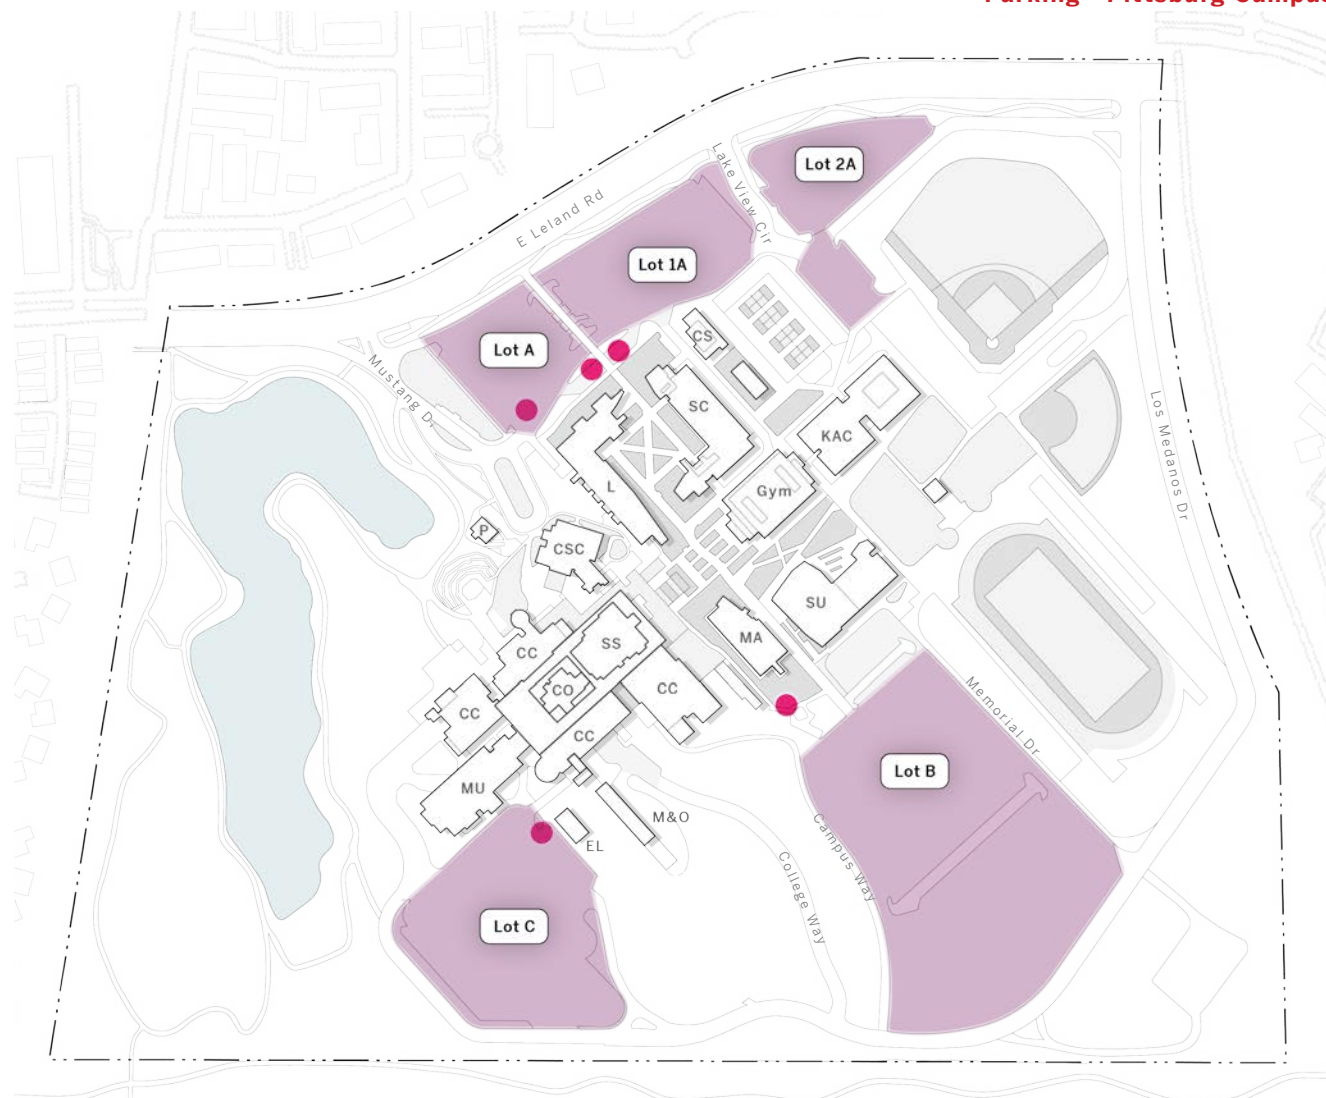 Parking - Pittsburg Campus
Lot 2A
Lake View Cir
E Leland Rd
Lot 1A
CS
Lot A
Mustang Dr
SC
KAC
Los Medanos Dr
L
Gym
P
CSC
SU
MA
SS
CC
CO
CC
CC
CC
Memorial Dr
Lot B
MU
M&O
EL
Campus Way
College Way
Lot C